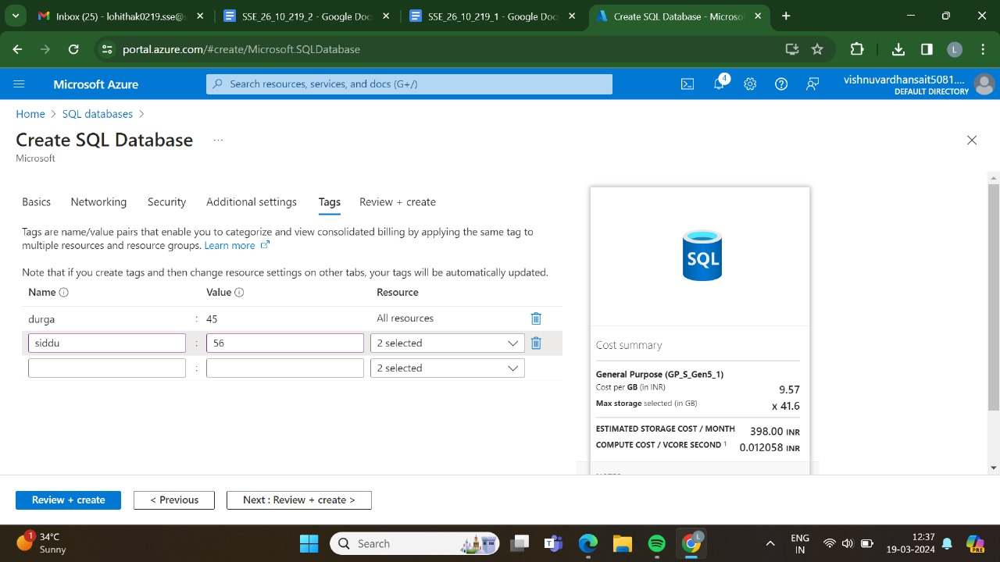 Inbox (25) - lohithak0219.sse@s
SSE_26_10_219_2 - Google Doc
SSE_26_10_219_1 - Google Doc
Create SQL Database - Microsof
portal.azure.com/#create/Microsoft.SQLDatabase
L
Microsoft Azure
Search resources, services, and docs (G+/)
4
vishnuvardhansait5081....
DEFAULT DIRECTORY
Home > SQL databases >
Create SQL Database ...
Microsoft
Basics Networking Security Additional settings Tags Review + create
Tags are name/value pairs that enable you to categorize and view consolidated billing by applying the same tag to
multiple resources and resource groups. Learn more
Note that if you create tags and then change resource settings on other tabs, your tags will be automatically updated.
Name Value Resource
durga : 45 All resources
siddu : 56 2 selected
: 2 selected
SQL
Cost summary
General Purpose (GP_S_Gen5_1)
Cost per GB (in INR) 9.57
Max storage selected (in GB) x 41.6
ESTIMATED STORAGE COST / MONTH 398.00 INR
COMPUTE COST / VCORE SECOND 1 0.012058 INR
Review + create < Previous Next : Review + create >
1
34°C
Sunny
Search
L
ENG
IN
12:37
19-03-2024
PRE